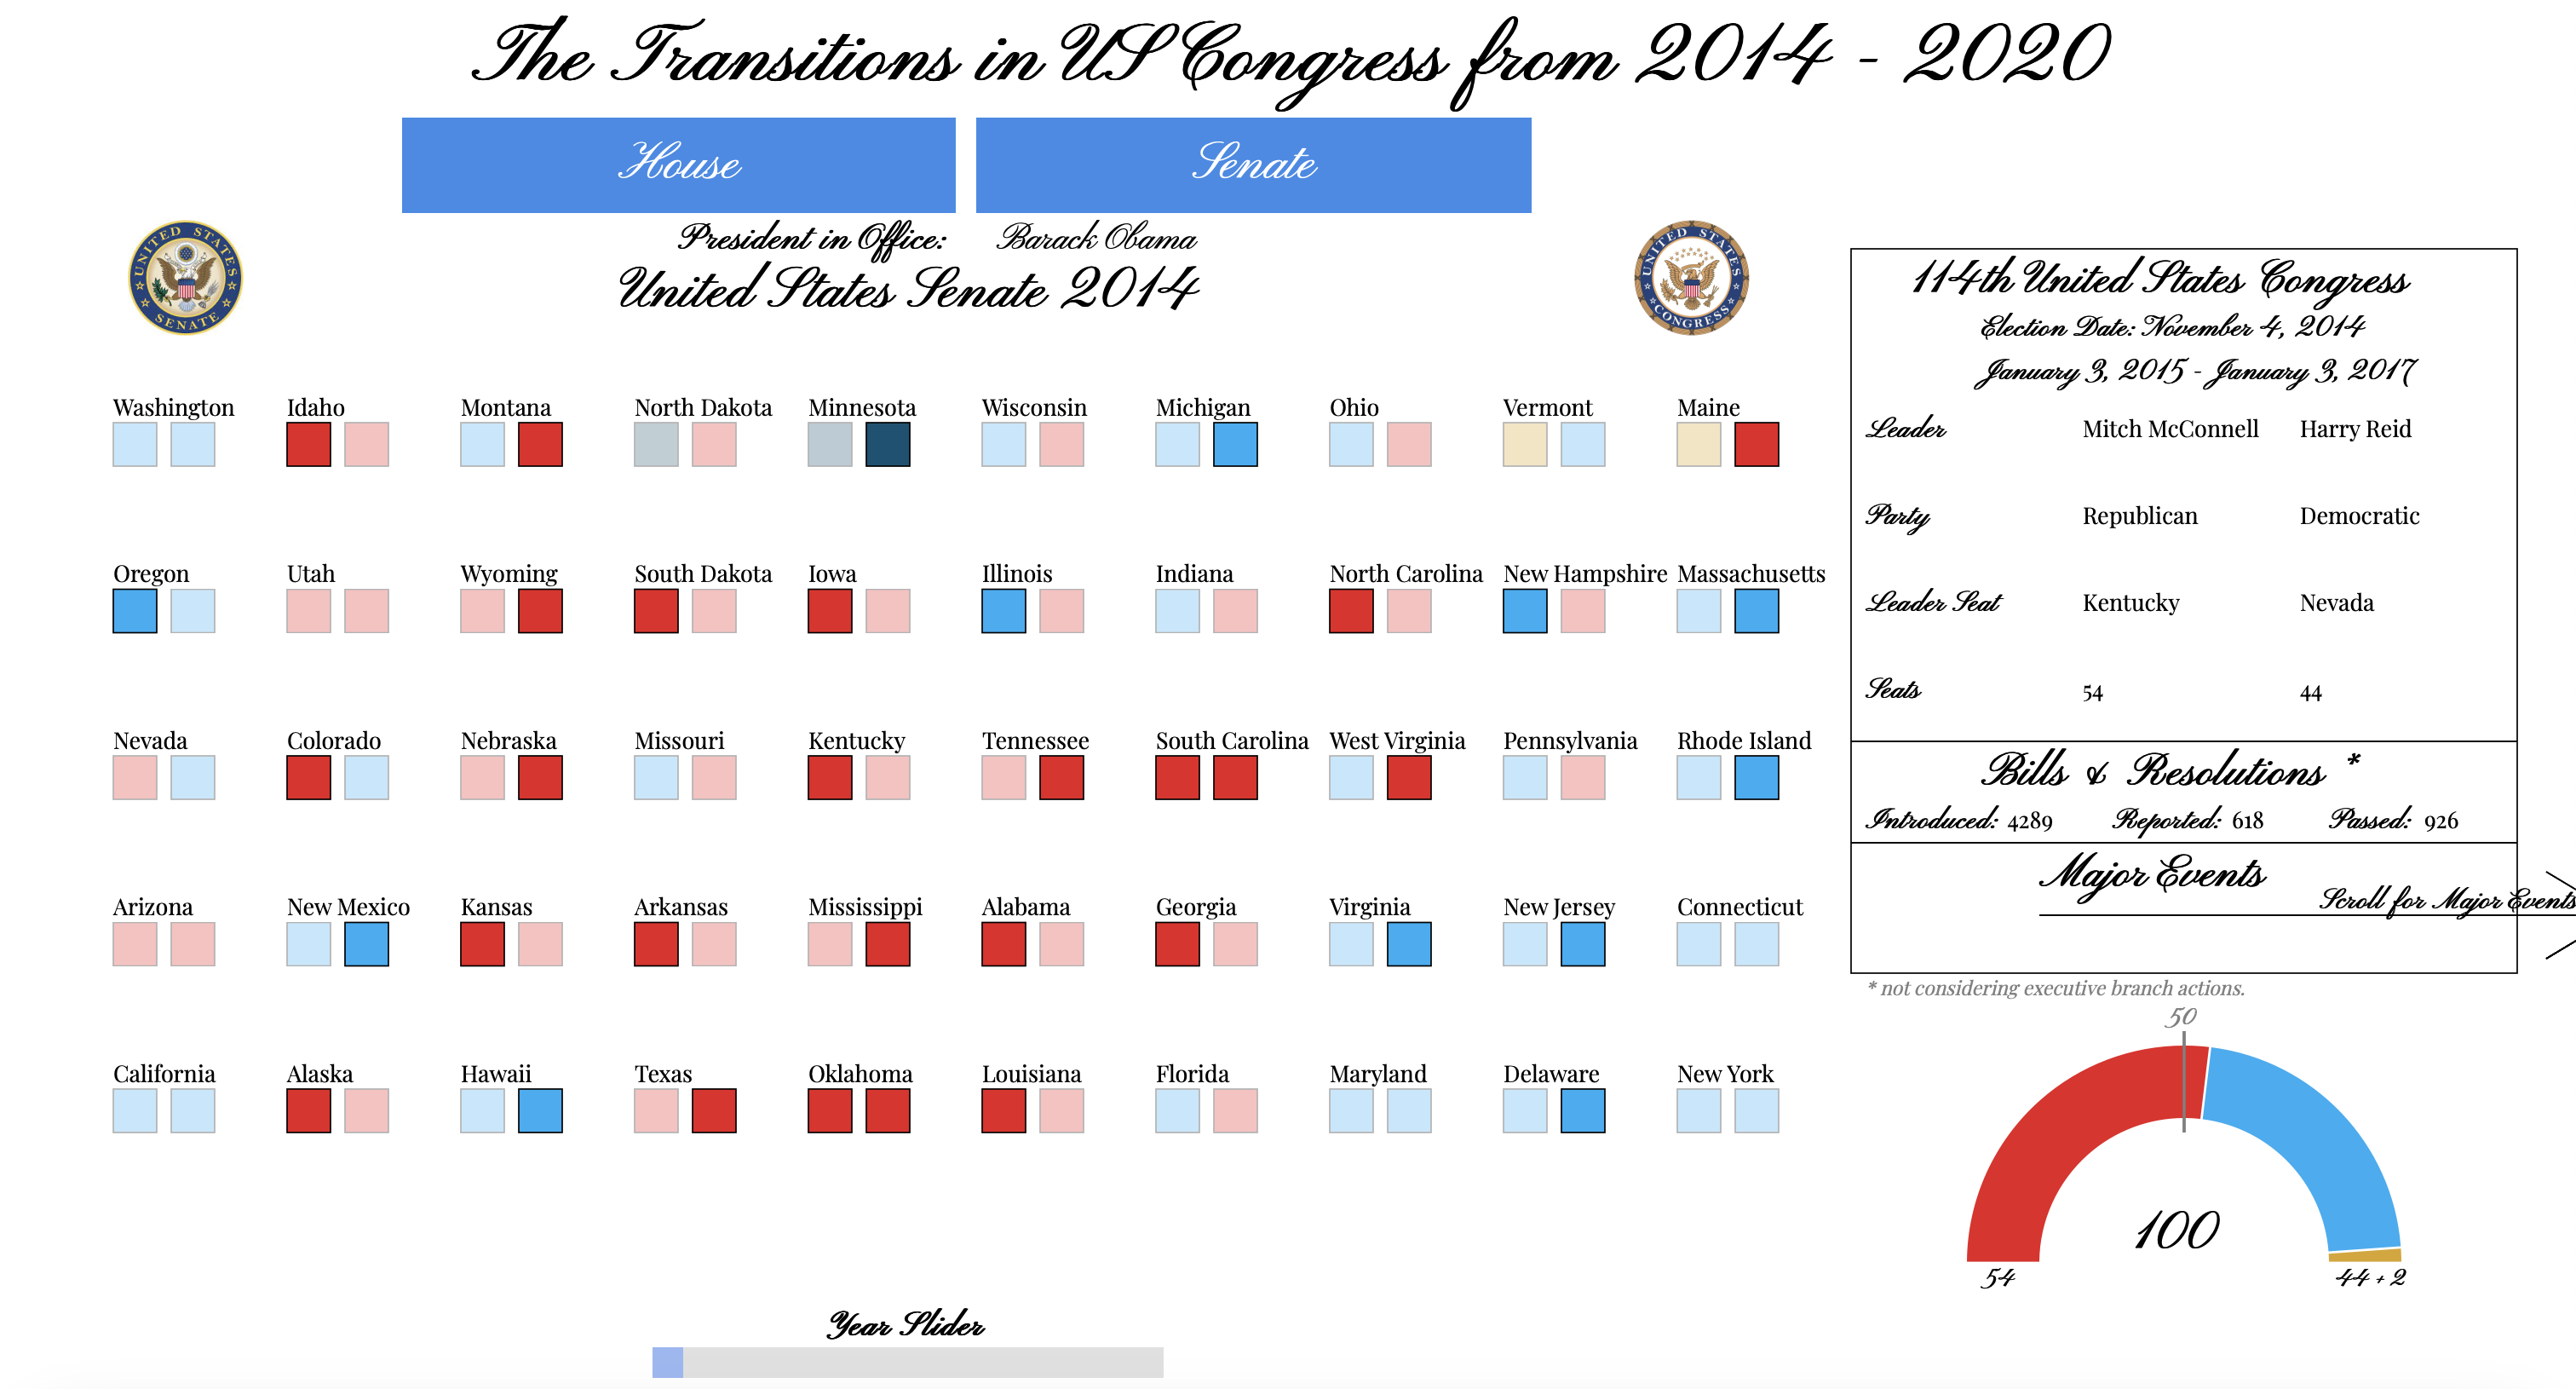 The Transitions in US Congress from 2014 - 2020
House Senate
President in Office: Barack Obama
United States Senate 2014
UNITED STATES SENATE
UNITED STATES CONGRESS
Washington Idaho Montana North Dakota Minnesota Wisconsin Michigan Ohio Vermont Maine
Oregon Utah Wyoming South Dakota Iowa Illinois Indiana North Carolina New Hampshire Massachusetts
Nevada Colorado Nebraska Missouri Kentucky Tennessee South Carolina West Virginia Pennsylvania Rhode Island
Arizona New Mexico Kansas Arkansas Mississippi Alabama Georgia Virginia New Jersey Connecticut
California Alaska Hawaii Texas Oklahoma Louisiana Florida Maryland Delaware New York
Year Slider
114th United States Congress
Election Date: November 4, 2014
January 3, 2015 - January 3, 2017
Leader Mitch McConnell Harry Reid
Party Republican Democratic
Leader Seat Kentucky Nevada
Seats 54 44
Bills & Resolutions *
Introduced: 4289 Reported: 618 Passed: 926
Major Events
Scroll for Major Events
* not considering executive branch actions.
50
100
54 44 + 2